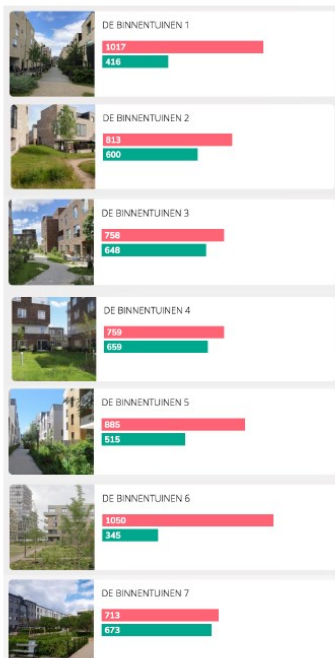 DE BINNENTUINEN 1
1017
416
DE BINNENTUINEN 2
813
600
DE BINNENTUINEN 3
758
648
DE BINNENTUINEN 4
759
659
DE BINNENTUINEN 5
885
515
DE BINNENTUINEN 6
1050
345
DE BINNENTUINEN 7
713
673